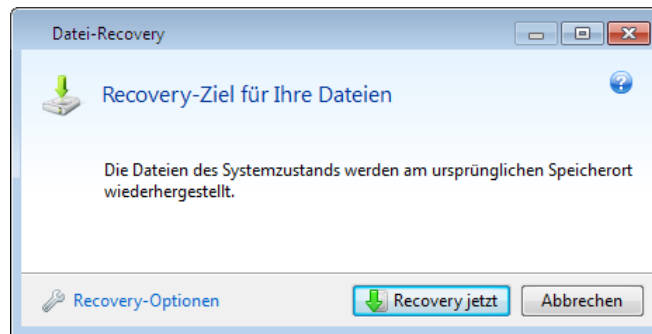 Datei-Recovery
Recovery-Ziel für Ihre Dateien
Die Dateien des Systemzustands werden am ursprünglichen Speicherort
wiederhergestellt.
Recovery-Optionen Recovery jetzt Abbrechen